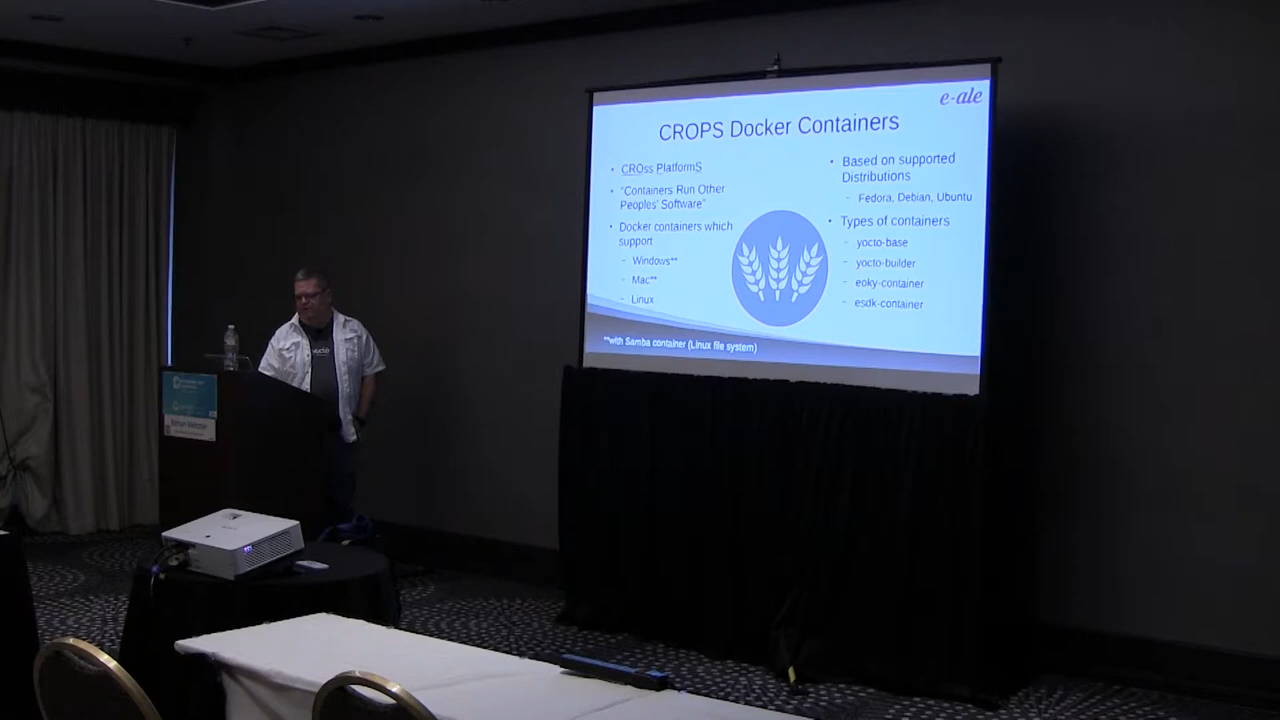 e-ale
CROPS Docker Containers
CROss PlatformS
"Containers Run Other
Peoples' Software"
Docker containers which
support
Windows**
Mac**
Linux
**with Samba container (Linux file system)
Based on supported
Distributions
Fedora, Debian, Ubuntu
Types of containers
yocto-base
yocto-builder
eoky-container
esdk-container